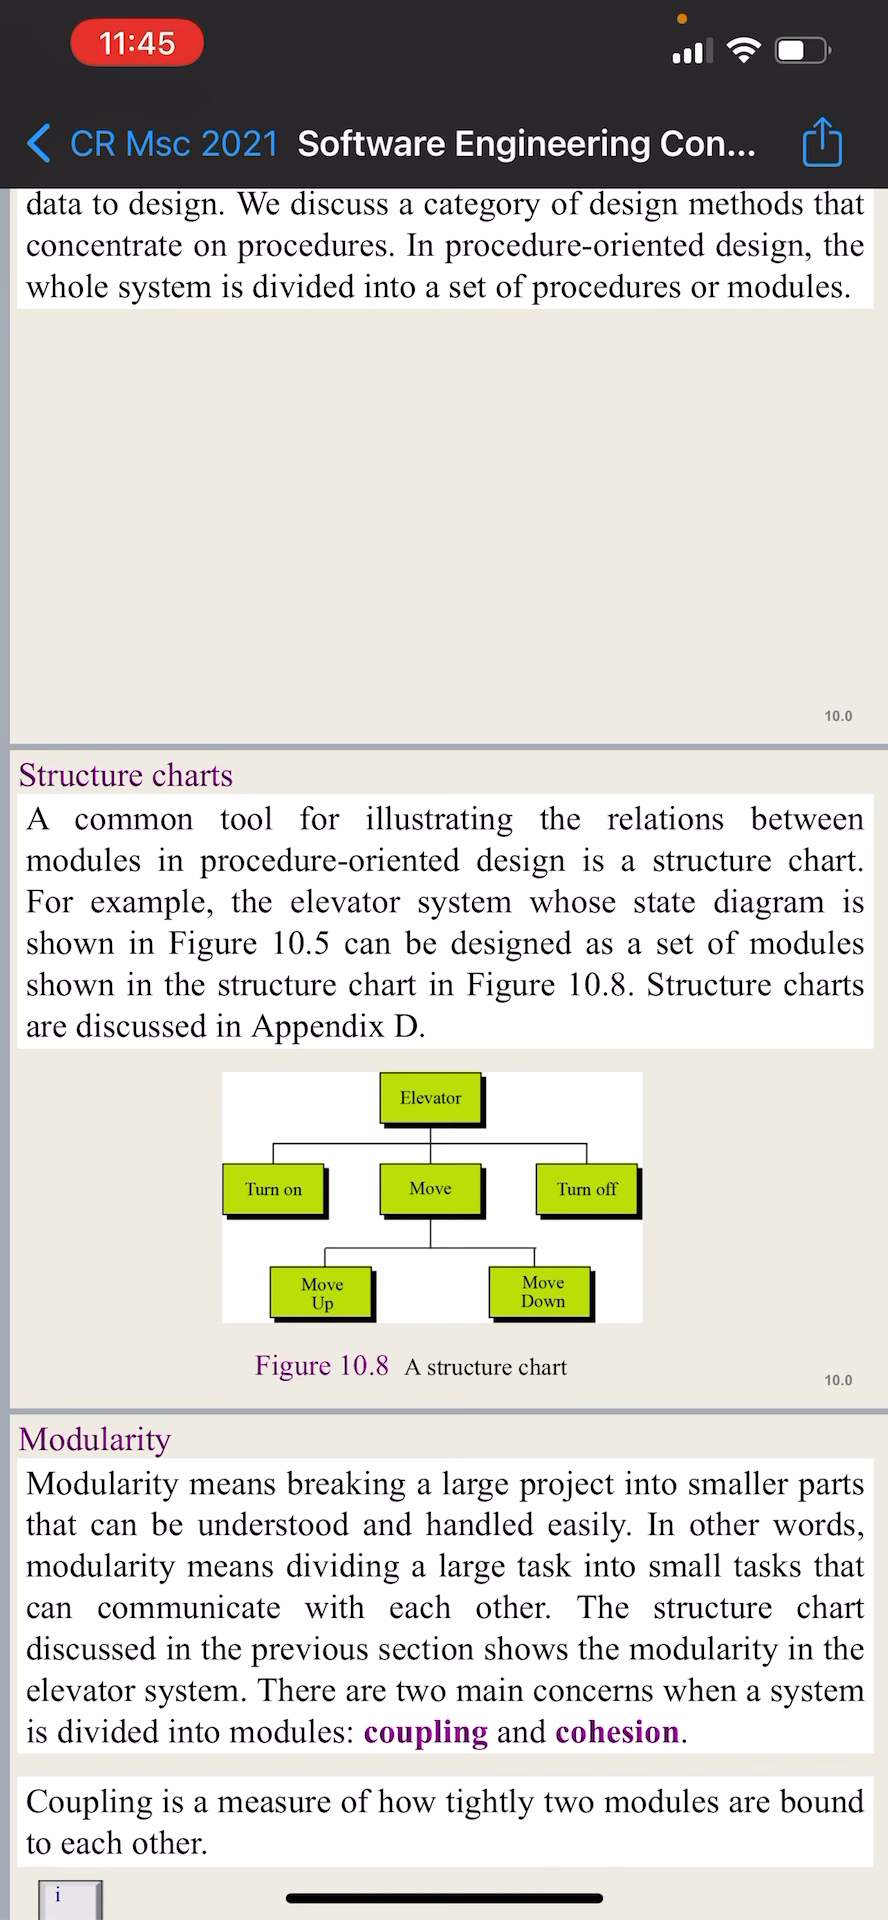 11:45
CR Msc 2021 Software Engineering Con...
data to design. We discuss a category of design methods that
concentrate on procedures. In procedure-oriented design, the
whole system is divided into a set of procedures or modules.
10.0
Structure charts
A common tool for illustrating the relations between
modules in procedure-oriented design is a structure chart.
For example, the elevator system whose state diagram is
shown in Figure 10.5 can be designed as a set of modules
shown in the structure chart in Figure 10.8. Structure charts
are discussed in Appendix D.
Elevator
Turn on
Move
Turn off
Move
Up
Move
Down
Figure 10.8 A structure chart
10.0
Modularity
Modularity means breaking a large project into smaller parts
that can be understood and handled easily. In other words,
modularity means dividing a large task into small tasks that
can communicate with each other. The structure chart
discussed in the previous section shows the modularity in the
elevator system. There are two main concerns when a system
is divided into modules: coupling and cohesion.
Coupling is a measure of how tightly two modules are bound
to each other.
i